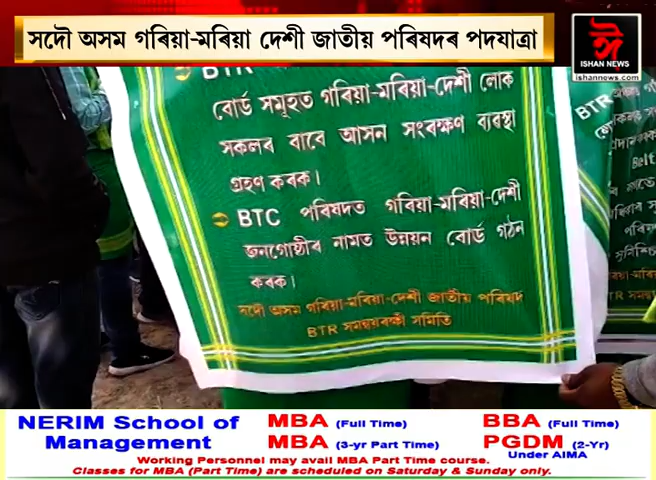 সদৌ অসম গৰিয়া-মৰিয়া দেশী জাতীয় পৰিষদৰ পদযাত্ৰা
ঈ
ISHAN NEWS
ishannews.com
BTR
বোৰ্ড সমূহত গৰিয়া-মৰিয়া-দেশী লোক
সকলৰ বাবে আসন সংৰক্ষণ ব্যৱস্থা
গ্ৰহণ কৰক।
BTC পৰিষদত গৰিয়া-মৰিয়া-দেশী
জনগোষ্ঠীৰ নামত উন্নয়ন বোৰ্ড গঠন
কৰক।
সদৌ অসম গৰিয়া-মৰিয়া-দেশী জাতীয় পৰিষদ
BTR সমন্বয়ৰক্ষী সমিতি
BTR
Belt
NERIM School of Management
MBA (Full Time)
MBA (3-yr Part Time)
BBA (Full Time)
PGDM (2-Yr)
Under AIMA
Working Personnel may avail MBA Part Time course.
Classes for MBA (Part Time) are scheduled on Saturday & Sunday only.